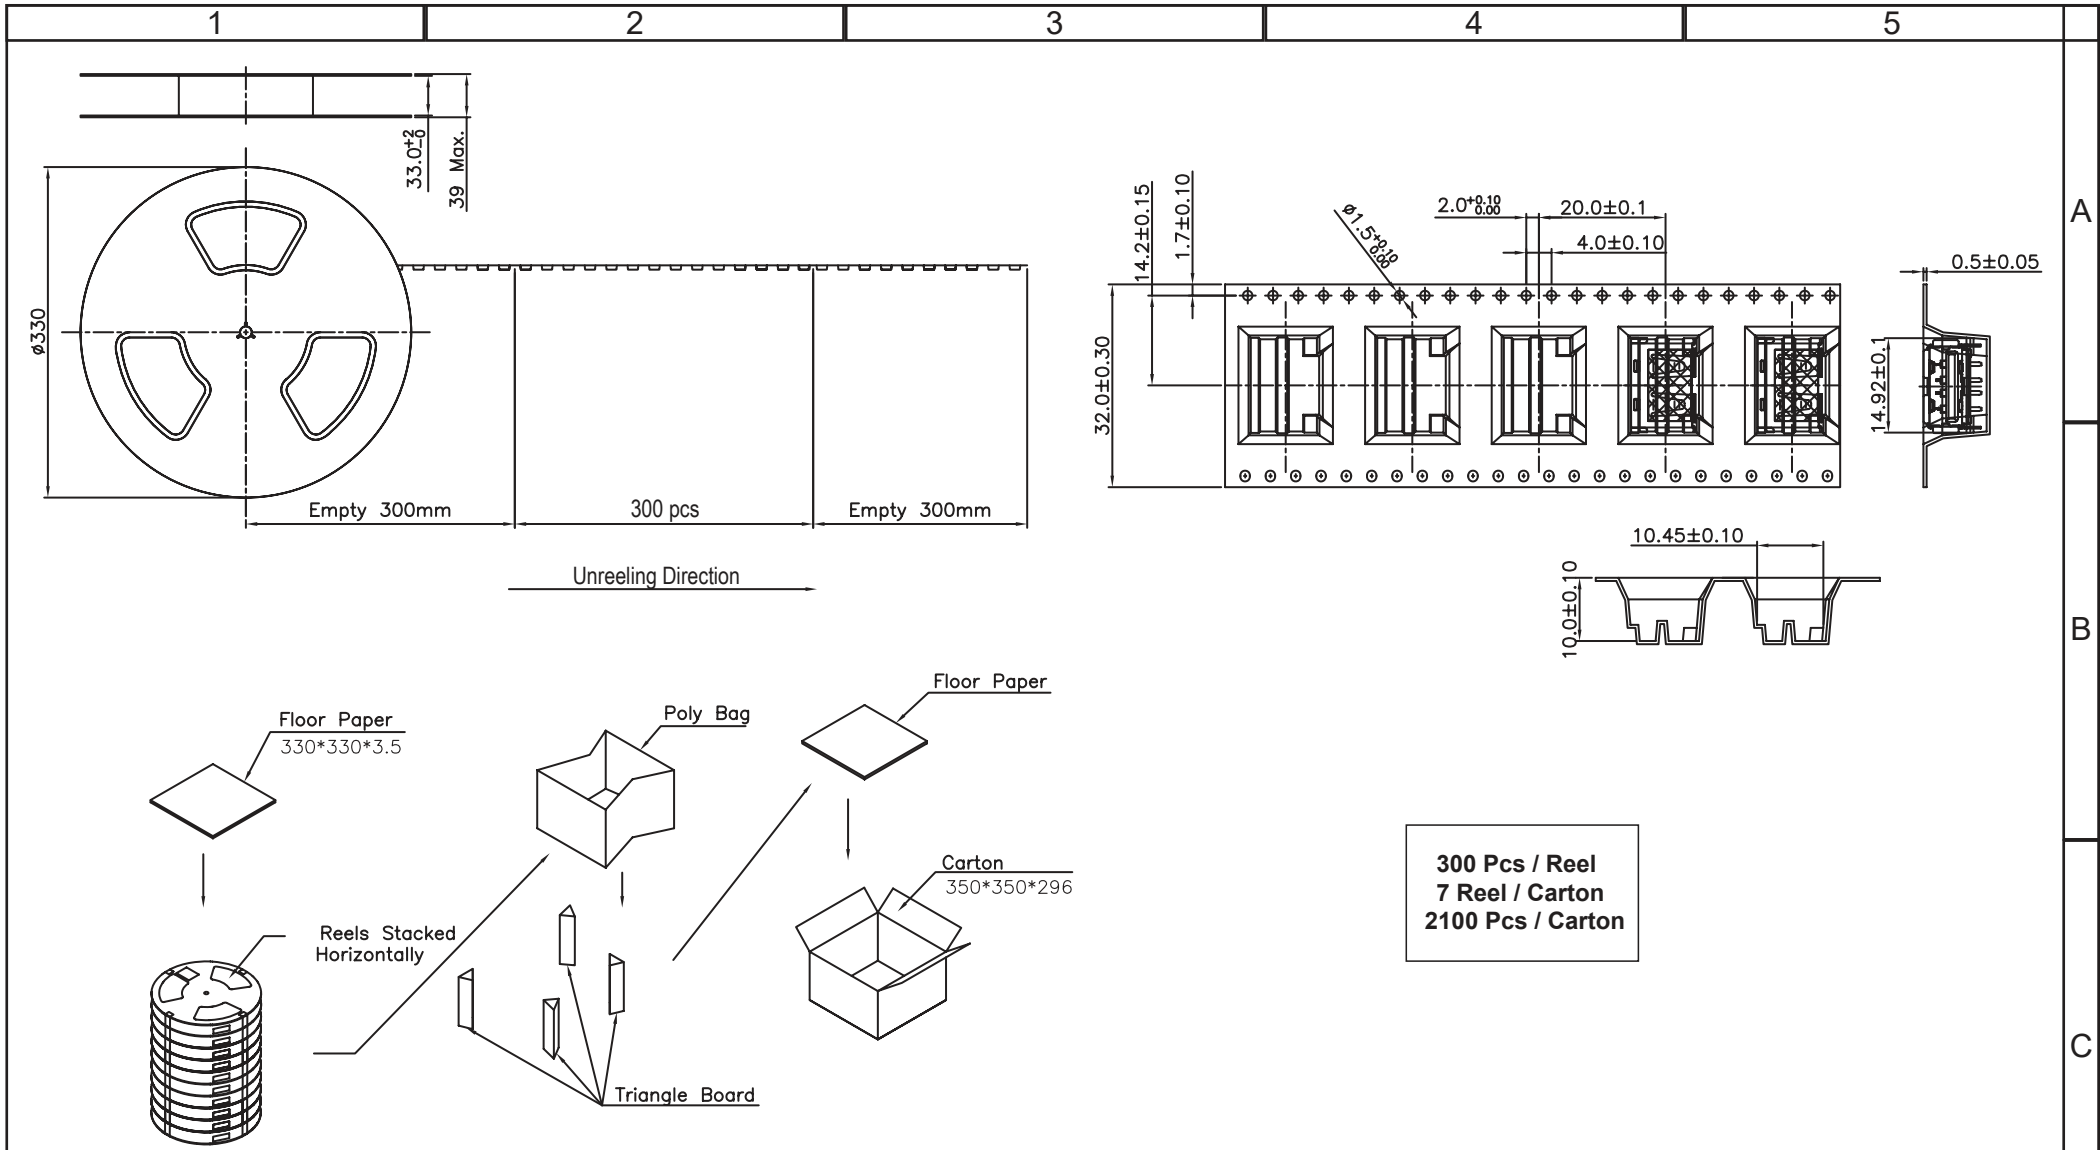 1
2
3
4
5
A
B
C
33.0+2-0
39 Max.
ø330
Empty 300mm
300 pcs
Empty 300mm
Unreeling Direction
14.2±0.15
1.7±0.10
ø1.5+0.10 0.00
2.0+0.10 0.00
20.0±0.1
4.0±0.10
32.0±0.30
0.5±0.05
14.92±0.1
10.45±0.10
10.0±0.10
Floor Paper
330*330*3.5
Reels Stacked
Horizontally
Poly Bag
Triangle Board
Floor Paper
Carton
350*350*296
300 Pcs / Reel
7 Reel / Carton
2100 Pcs / Carton